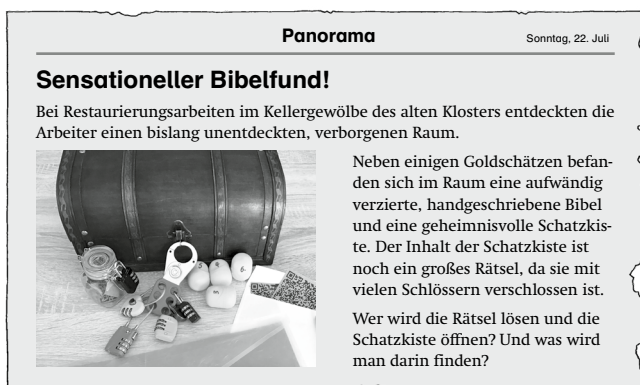 Panorama
Sonntag, 22. Juli
Sensationeller Bibelfund!
Bei Restaurierungsarbeiten im Kellergewölbe des alten Klosters entdeckten die
Arbeiter einen bislang unentdeckten, verborgenen Raum.
Neben einigen Goldschätzen befan-
den sich im Raum eine aufwändig
verzierte, handgeschriebene Bibel
und eine geheimnisvolle Schatzkis-
te. Der Inhalt der Schatzkiste ist
noch ein großes Rätsel, da sie mit
vielen Schlössern verschlossen ist.
Wer wird die Rätsel lösen und die
Schatzkiste öffnen? Und was wird
man darin finden?